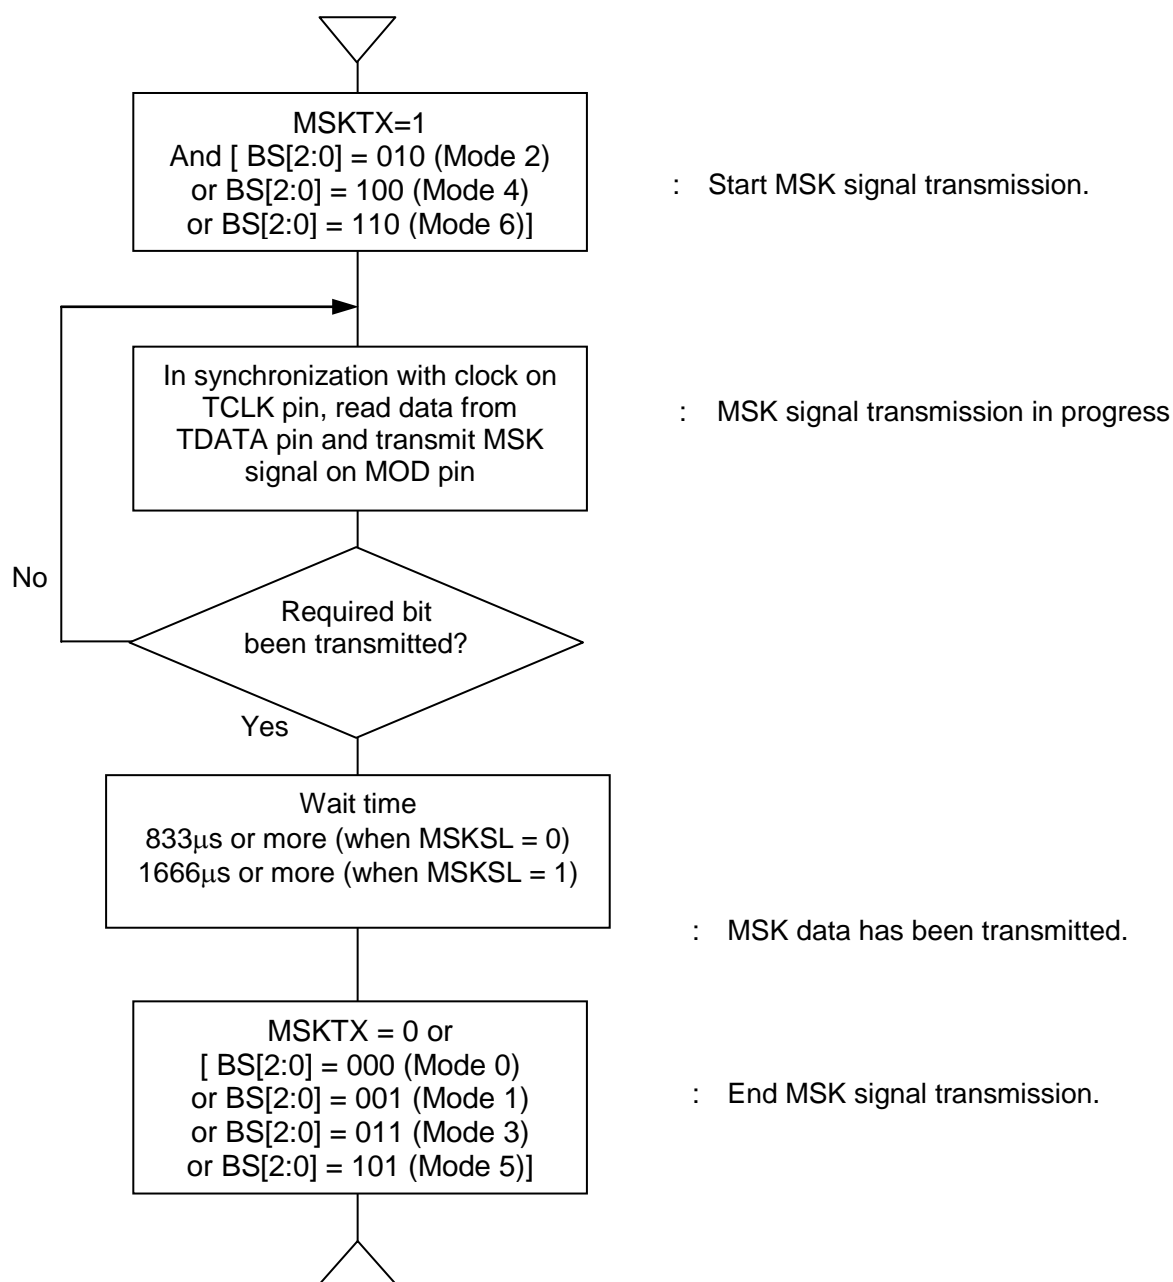 MSKTX=1
And [ BS[2:0] = 010 (Mode 2)
or BS[2:0] = 100 (Mode 4)
or BS[2:0] = 110 (Mode 6)]
: Start MSK signal transmission.
In synchronization with clock on
TCLK pin, read data from
TDATA pin and transmit MSK
signal on MOD pin
: MSK signal transmission in progress
No
Required bit
been transmitted?
Yes
Wait time
833μs or more (when MSKSL = 0)
1666μs or more (when MSKSL = 1)
: MSK data has been transmitted.
MSKTX = 0 or
[ BS[2:0] = 000 (Mode 0)
or BS[2:0] = 001 (Mode 1)
or BS[2:0] = 011 (Mode 3)
or BS[2:0] = 101 (Mode 5)]
: End MSK signal transmission.